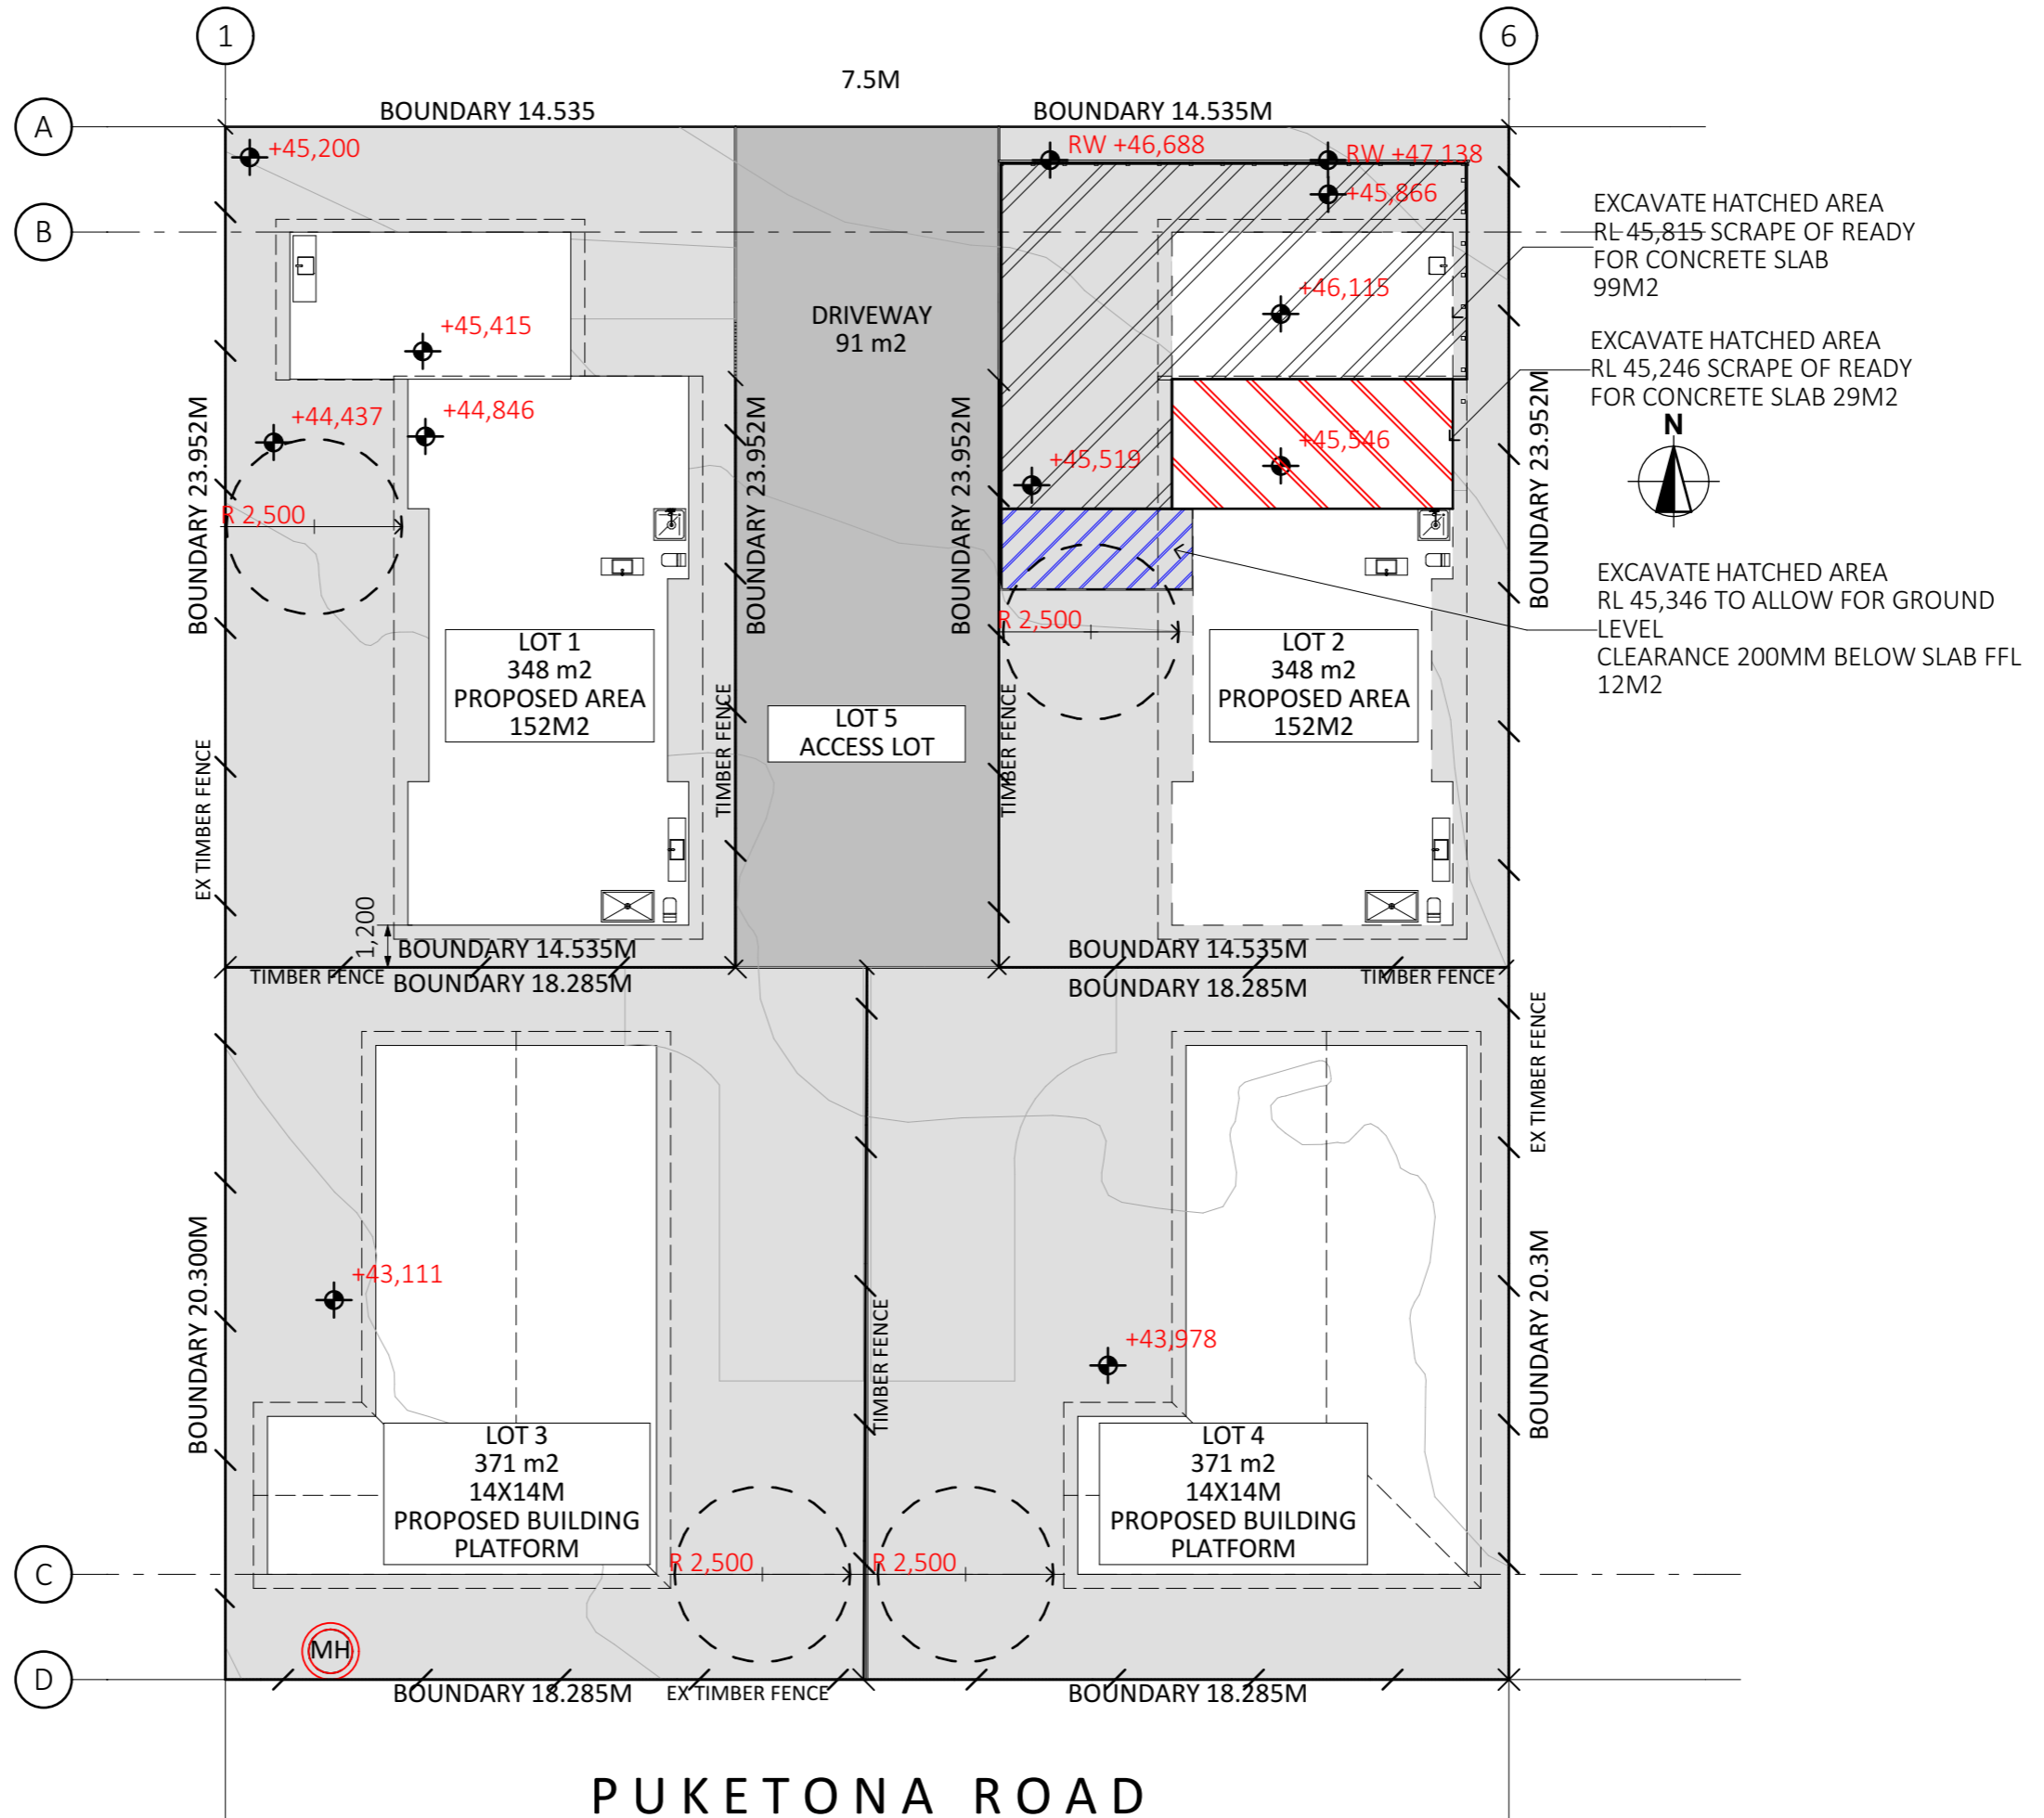 1
6
7.5M
BOUNDARY 14.535
BOUNDARY 14.535M
A
+45,200
RW +46,688
RW +47,138
+45,866
EXCAVATE HATCHED AREA
RL 45,815 SCRAPE OF READY
FOR CONCRETE SLAB
99M2
B
+46,115
DRIVEWAY
91 m2
+45,415
EXCAVATE HATCHED AREA
RL 45,246 SCRAPE OF READY
FOR CONCRETE SLAB 29M2
+44,437
+44,846
+45,519
+45,546
N
BOUNDARY 23.952M
BOUNDARY 23.952M
BOUNDARY 23.952M
BOUNDARY 23.952M
R 2,500
R 2,500
EXCAVATE HATCHED AREA
RL 45,346 TO ALLOW FOR GROUND
LEVEL
CLEARANCE 200MM BELOW SLAB FFL
12M2
LOT 1
348 m2
PROPOSED AREA
152M2
LOT 2
348 m2
PROPOSED AREA
152M2
LOT 5
ACCESS LOT
EX TIMBER FENCE
TIMBER FENCE
TIMBER FENCE
1,200
BOUNDARY 14.535M
BOUNDARY 14.535M
TIMBER FENCE
BOUNDARY 18.285M
BOUNDARY 18.285M
TIMBER FENCE
EX TIMBER FENCE
BOUNDARY 20.300M
+43,111
TIMBER FENCE
+43,978
BOUNDARY 20.3M
LOT 3
371 m2
14X14M
PROPOSED BUILDING
PLATFORM
LOT 4
371 m2
14X14M
PROPOSED BUILDING
PLATFORM
C
R 2,500
R 2,500
MH
D
BOUNDARY 18.285M
EX TIMBER FENCE
BOUNDARY 18.285M
PUKETONA ROAD